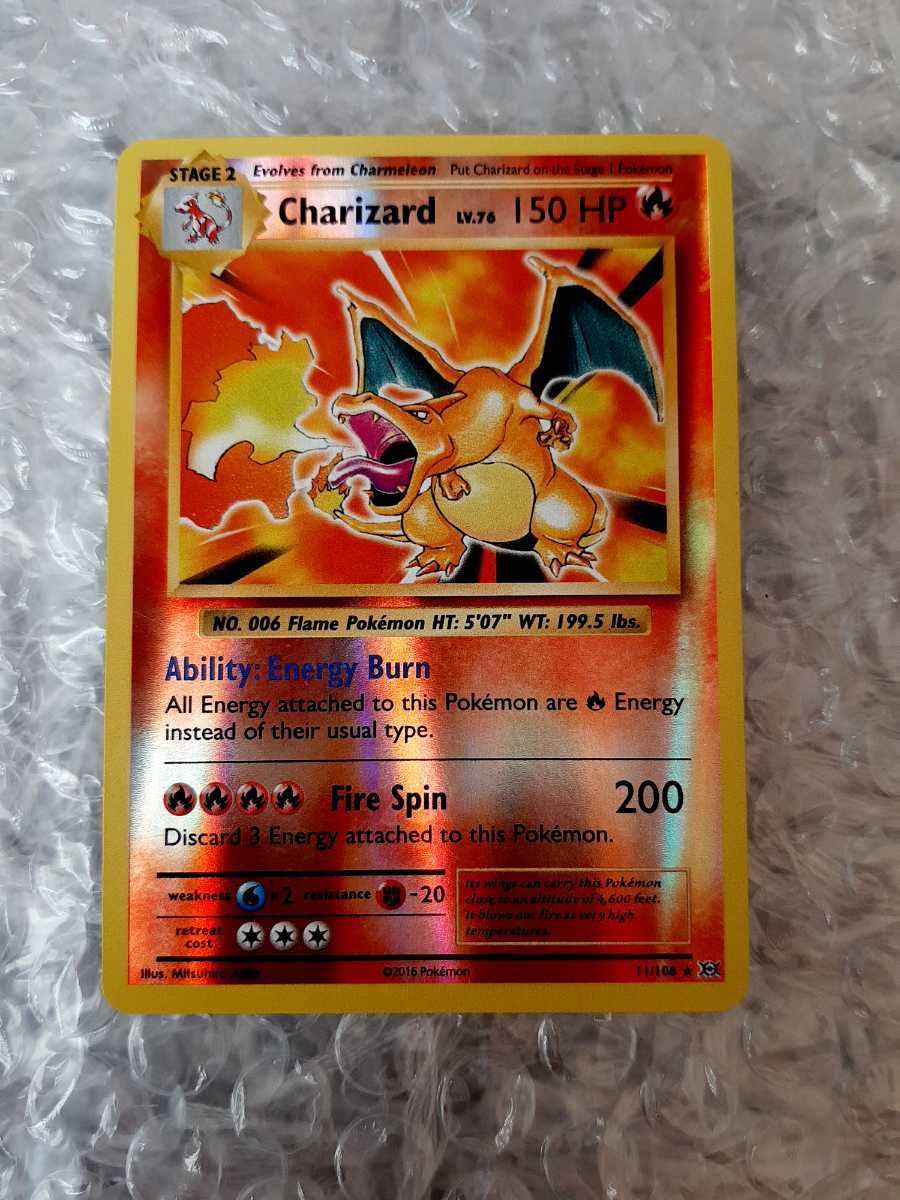 STAGE 2 Evolves from Charmeleon Put Charizard on the Stage 1 Pokémon
Charizard LV.76 150 HP
NO. 006 Flame Pokémon HT: 5'07" WT: 199.5 lbs.
Ability: Energy Burn
All Energy attached to this Pokémon are Energy
instead of their usual type.
Fire Spin 200
Discard 3 Energy attached to this Pokémon.
weakness x2 resistance -20
retreat
cost
Its wings can carry this Pokémon
close to an altitude of 4,600 feet.
It blows out fire at very high
temperatures.
Illus. Mitsuhiro Arita ©2016 Pokémon 11/108 ★